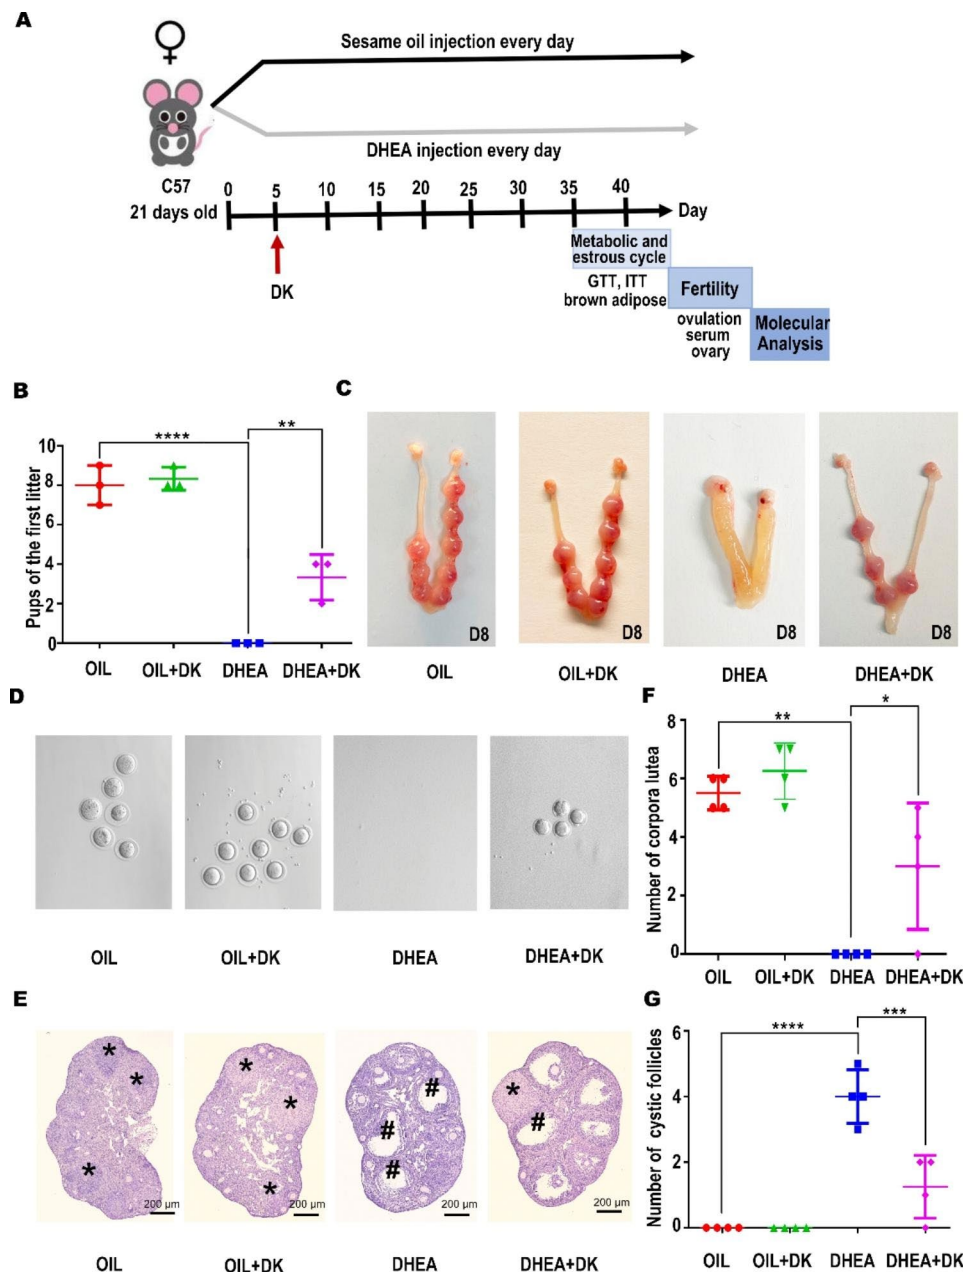 A
Sesame oil injection every day
DHEA injection every day
C57
21 days old
0 5 10 15 20 25 30 35 40
Day
DK
Metabolic and
estrous cycle
GTT, ITT
brown adipose
Fertility
ovulation
serum
ovary
Molecular
Analysis
B
Pups of the first litter
10
8
6
4
2
0
****
**
OIL OIL+DK DHEA DHEA+DK
C
D8 D8 D8 D8
OIL OIL+DK DHEA DHEA+DK
D
OIL OIL+DK DHEA DHEA+DK
F
Number of corpora lutea
8
6
4
2
0
**
*
OIL OIL+DK DHEA DHEA+DK
E
* * *
* * *
# # #
* #
200 µm 200 µm 200 µm 200 µm
OIL OIL+DK DHEA DHEA+DK
G
Number of cystic follicles
6
4
2
0
****
***
OIL OIL+DK DHEA DHEA+DK